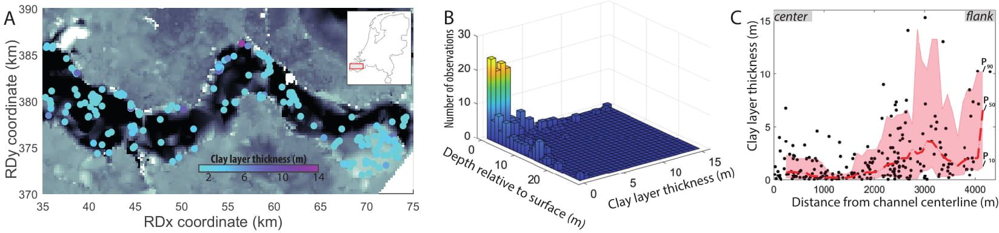 A
390
385
380
375
370
RDy coordinate (km)
35
40
45
50
55
60
65
70
75
RDx coordinate (km)
Clay layer thickness (m)
2
6
10
14
B
30
20
10
0
Number of observations
0
10
20
Depth relative to surface (m)
0
5
10
15
Clay layer thickness (m)
C
center
flank
15
10
5
0
Clay layer thickness (m)
P90
P50
P10
0
1000
2000
3000
4000
Distance from channel centerline (m)